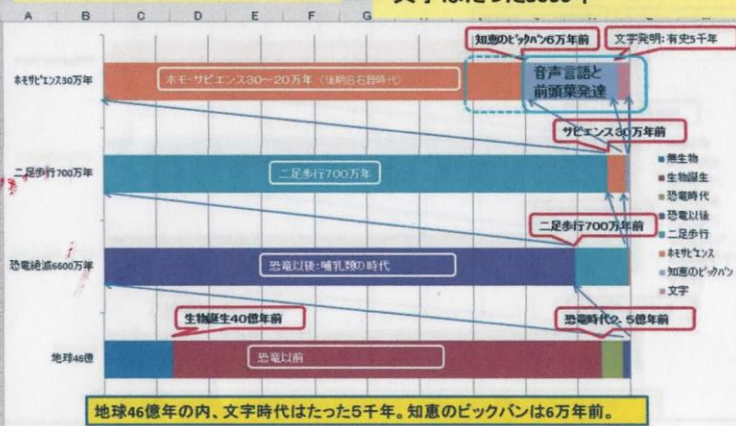 A B C D E F G
知恵のビックバン6万年前
文字発明:有史5千年
ホモサピエンス30万年
ホモ・サピエンス30～20万年（後期旧石器時代）
音声言語と
前頭葉発達
サピエンス30万年前
二足歩行700万年
二足歩行700万年
二足歩行700万年前
恐竜絶滅6600万年
恐竜以後:哺乳類の時代
生物誕生40億年前
恐竜時代2.5億年前
地球46億
恐竜以前
無生物
生物誕生
恐竜時代
恐竜以後
二足歩行
ホモサピエンス
知恵のビックバン
文字
地球46億年の内、文字時代はたった5千年。知恵のビックバンは6万年前。